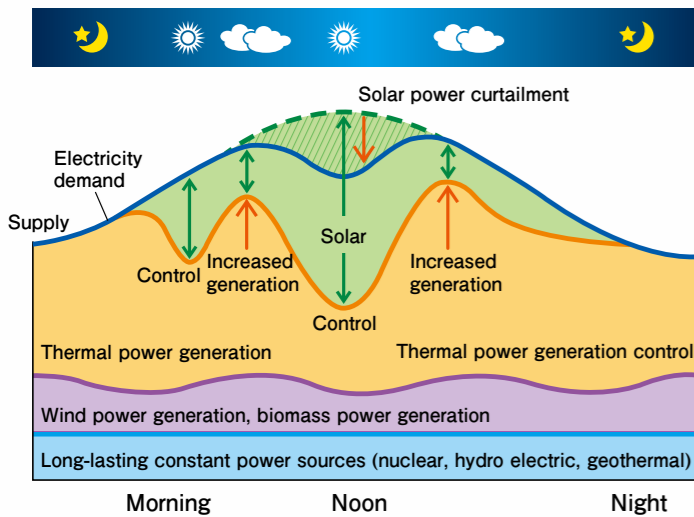 Solar power curtailment
Electricity
demand
Supply
Solar
Control
Increased
generation
Increased
generation
Control
Thermal power generation
Thermal power generation control
Wind power generation, biomass power generation
Long-lasting constant power sources (nuclear, hydro electric, geothermal)
Morning
Noon
Night